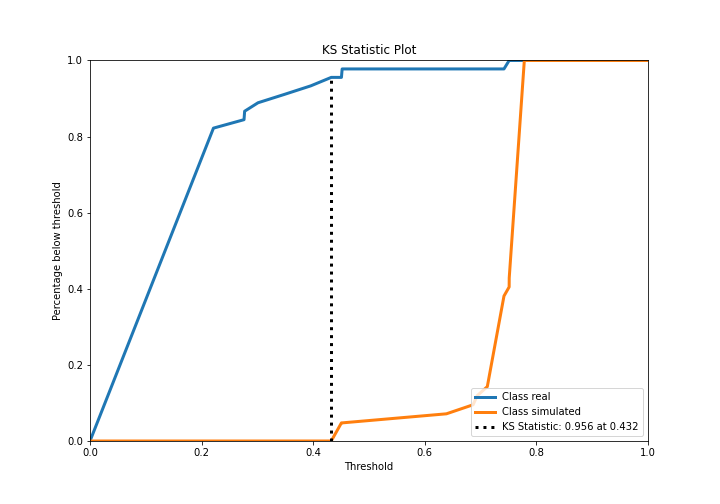 KS Statistic Plot
1.0
0.8
0.6
0.4
0.2
0.0
Percentage below threshold
0.0 0.2 0.4 0.6 0.8 1.0
Threshold
Class real
Class simulated
KS Statistic: 0.956 at 0.432